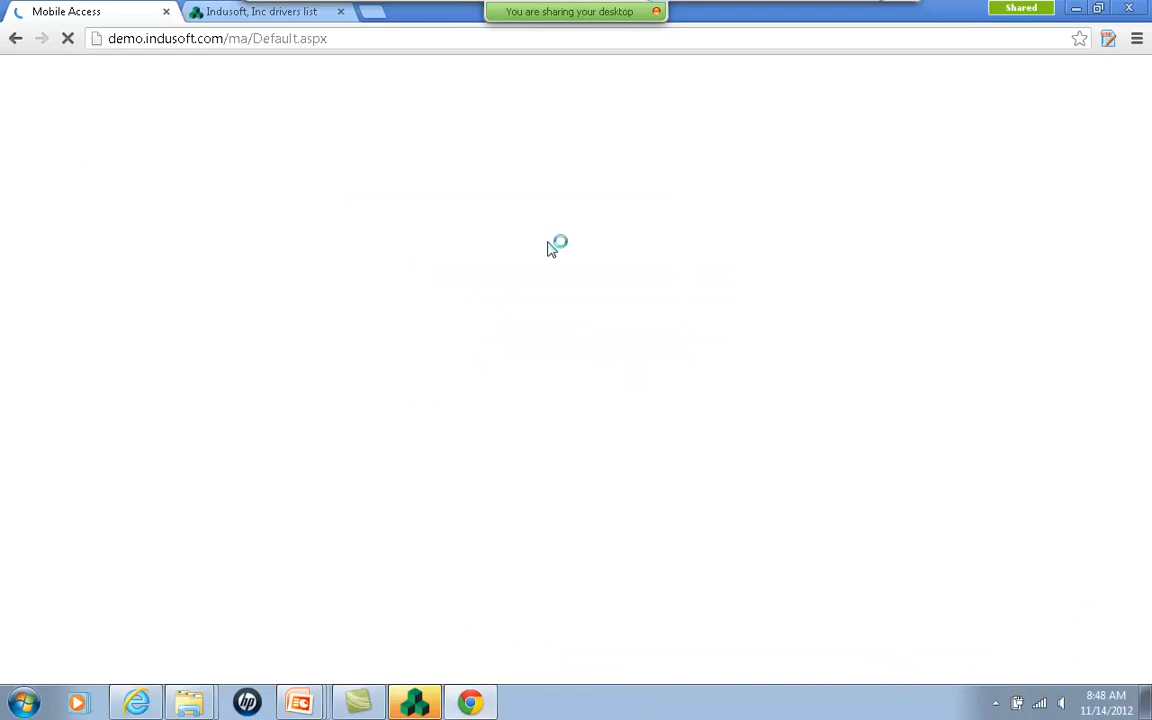 Mobile Access
Indusoft, Inc drivers list
You are sharing your desktop
Shared
demo.indusoft.com/ma/Default.aspx
8:48 AM
11/14/2012